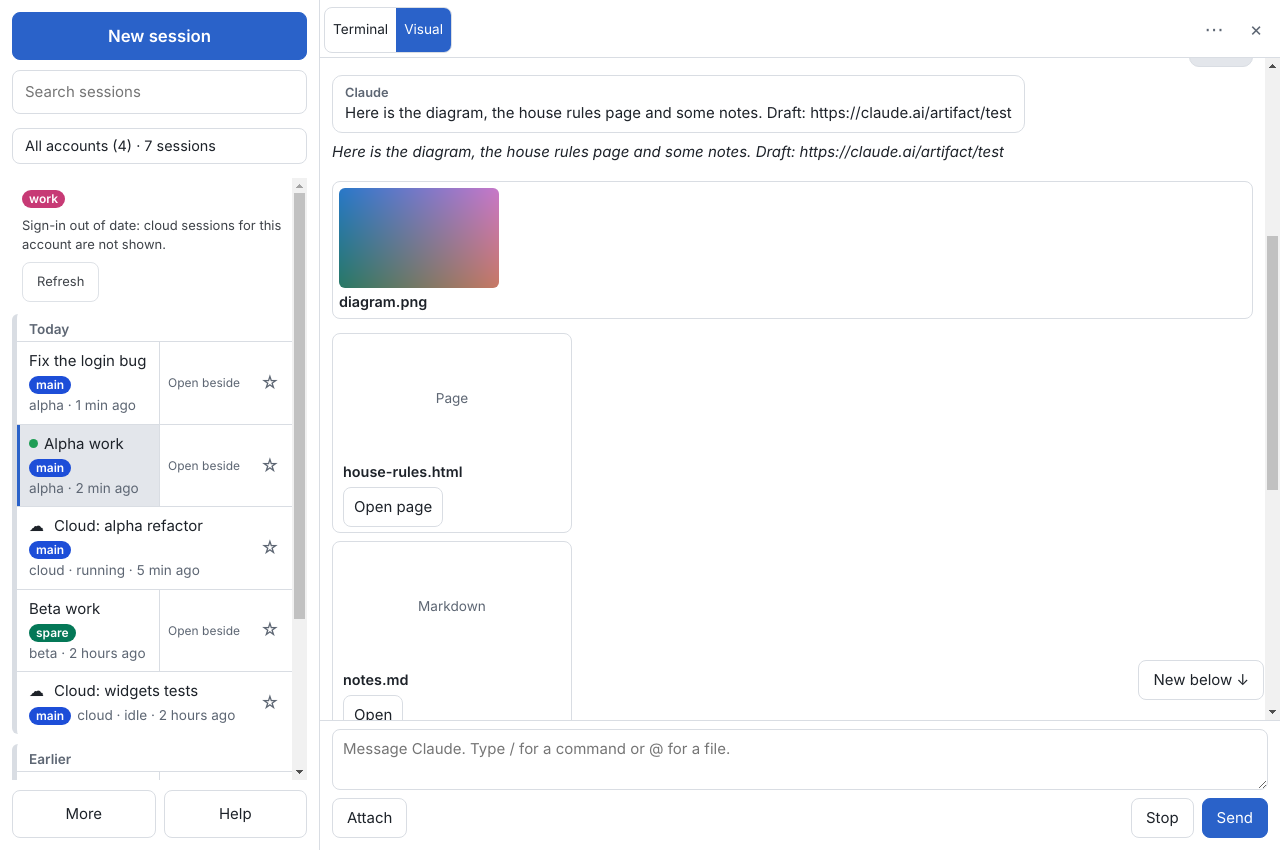 New session
Search sessions
All accounts (4) · 7 sessions
work
Sign-in out of date: cloud sessions for this
account are not shown.
Refresh
Today
Fix the login bug
main
alpha · 1 min ago
Open beside
Alpha work
main
alpha · 2 min ago
Open beside
Cloud: alpha refactor
main
cloud · running · 5 min ago
Beta work
spare
beta · 2 hours ago
Open beside
Cloud: widgets tests
main cloud · idle · 2 hours ago
Earlier
More
Help
Terminal
Visual
Claude
Here is the diagram, the house rules page and some notes. Draft: https://claude.ai/artifact/test
Here is the diagram, the house rules page and some notes. Draft: https://claude.ai/artifact/test
diagram.png
Page
house-rules.html
Open page
Markdown
notes.md
Open
New below ↓
Message Claude. Type / for a command or @ for a file.
Attach
Stop
Send